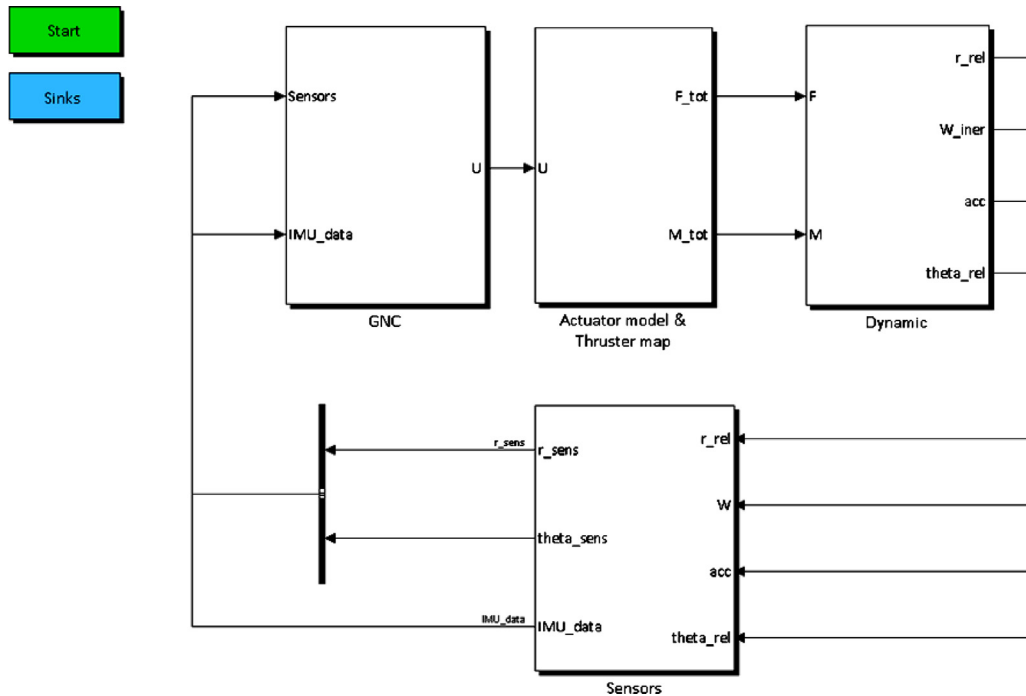 Start
Sinks
Sensors
IMU_data
U
GNC
U
F_tot
M_tot
Actuator model &
Thruster map
F
M
r_rel
W_iner
acc
theta_rel
Dynamic
r_sens
r_sens
theta_sens
IMU_data
IMU_data
r_rel
W
acc
theta_rel
Sensors